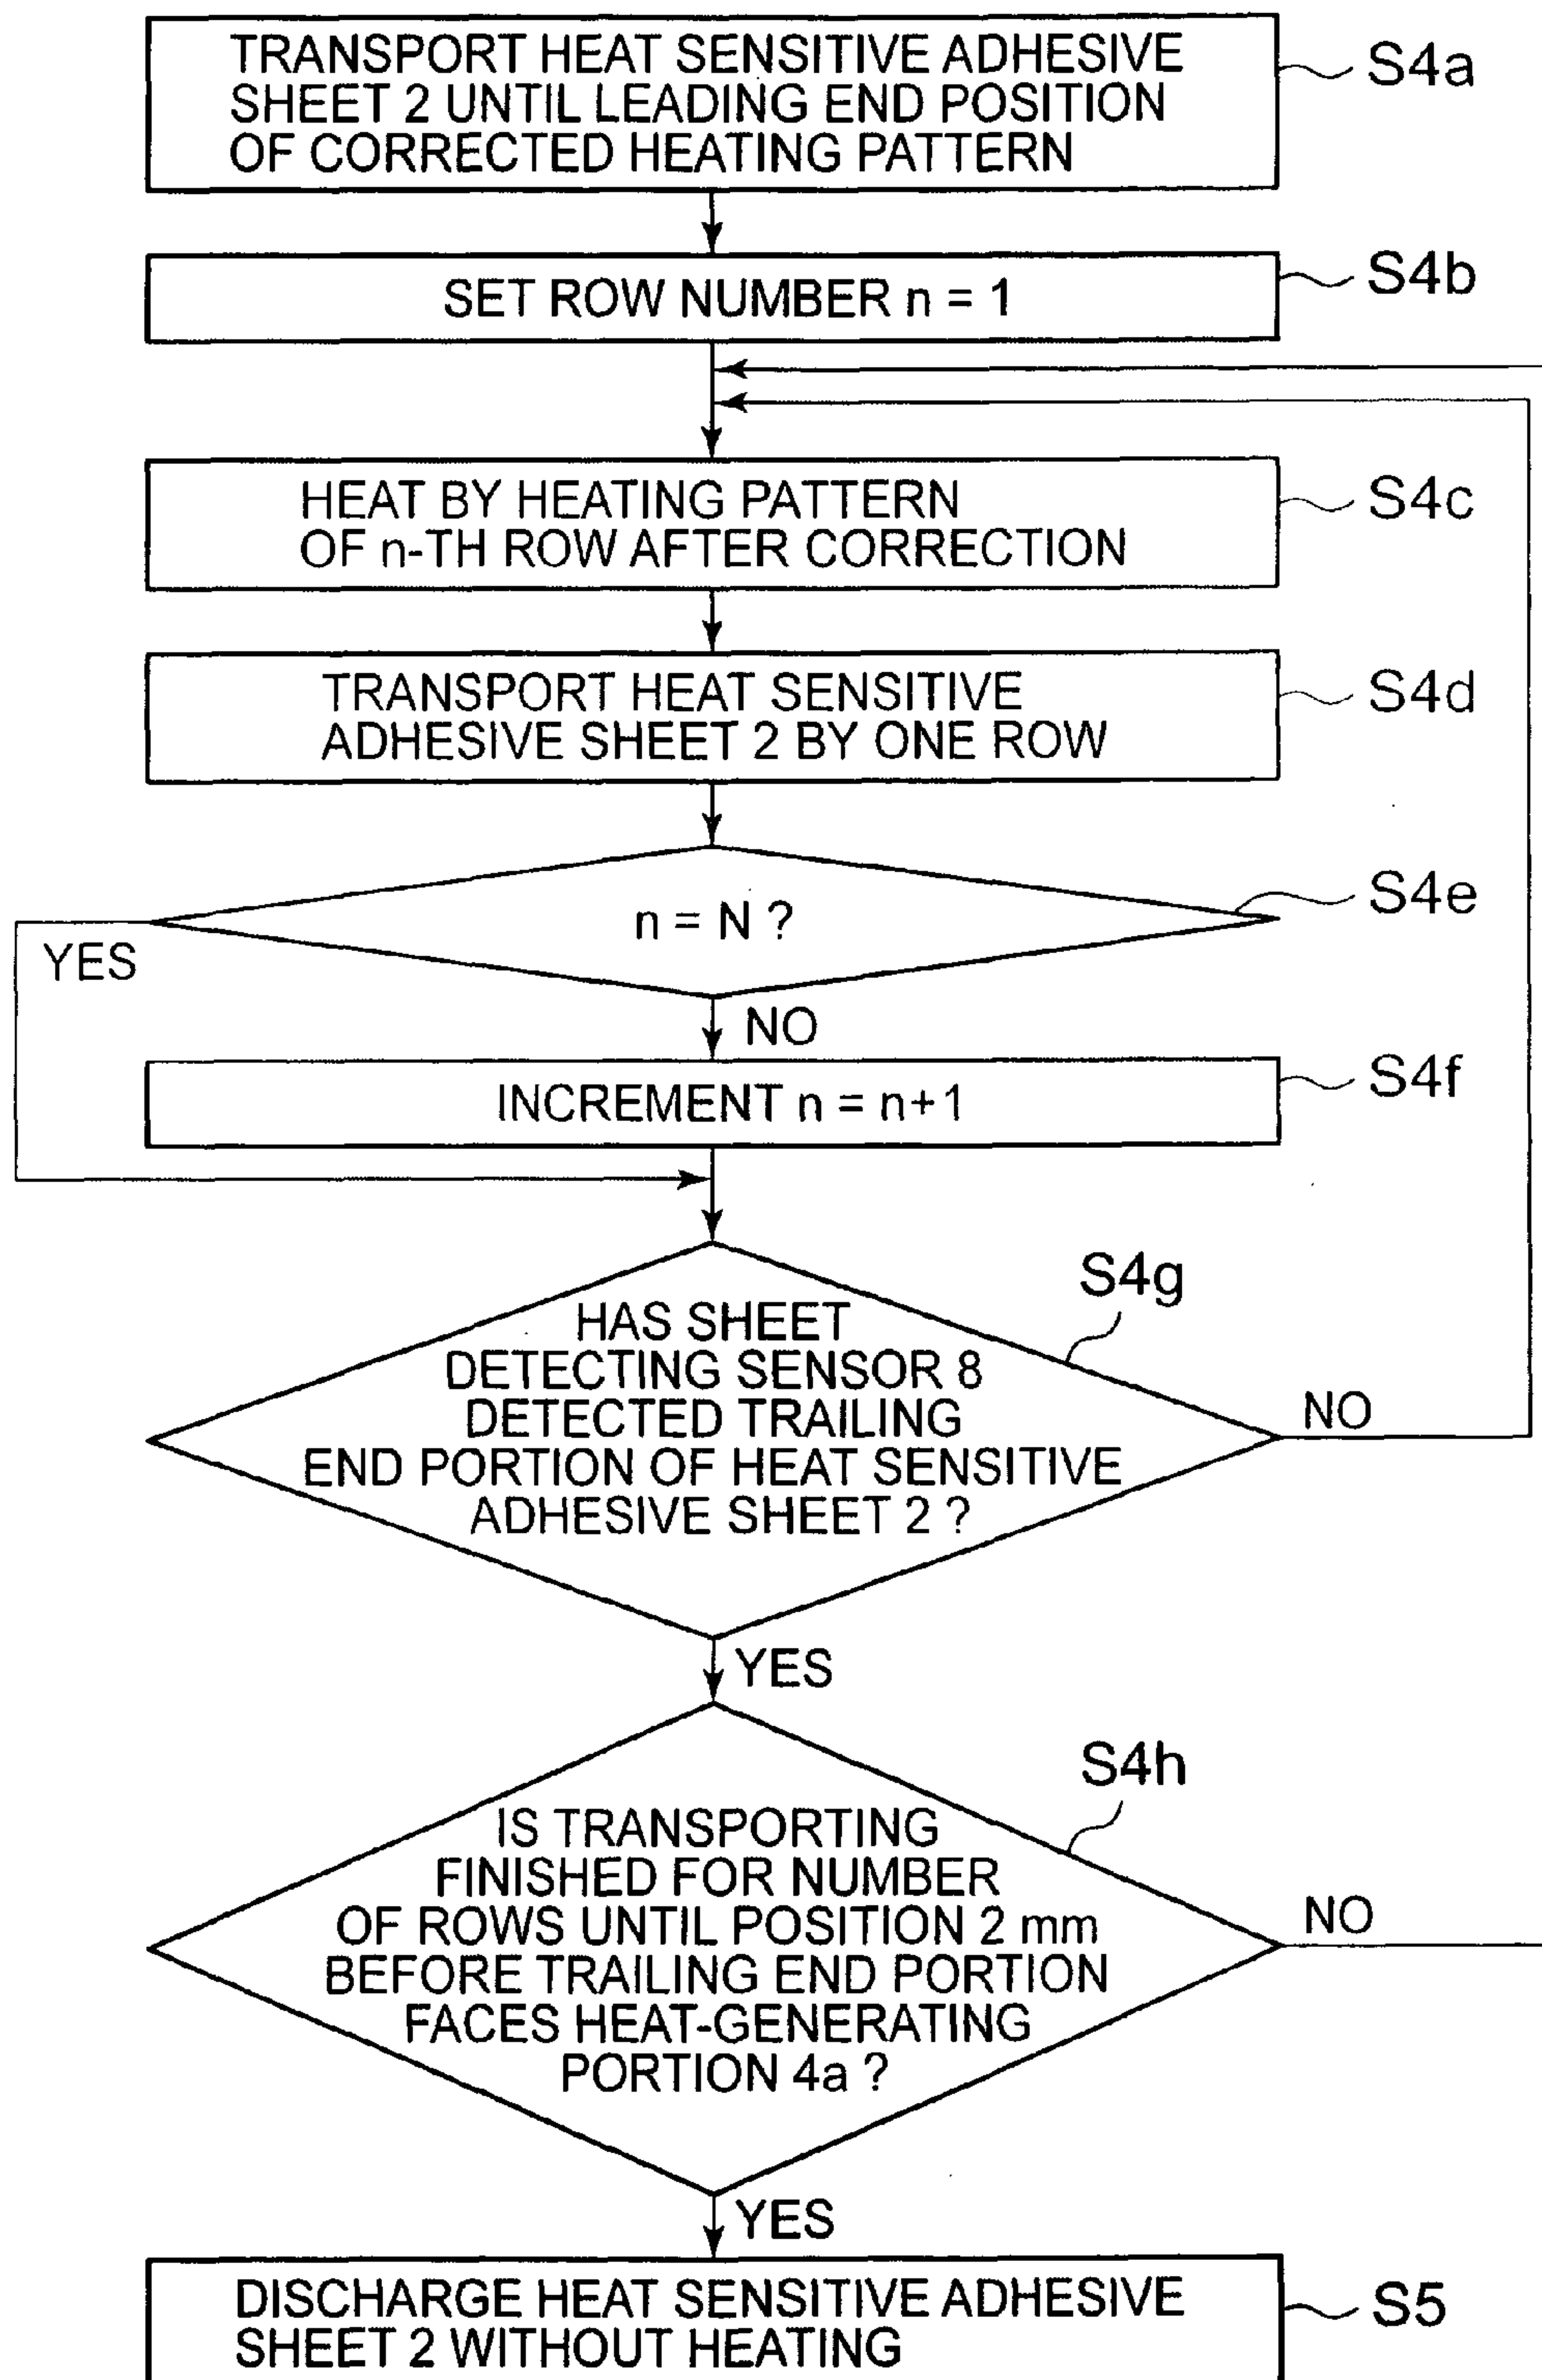 TRANSPORT HEAT SENSITIVE ADHESIVE
SHEET 2 UNTIL LEADING END POSITION
OF CORRECTED HEATING PATTERN
S4a
SET ROW NUMBER n = 1
S4b
HEAT BY HEATING PATTERN
OF n-TH ROW AFTER CORRECTION
S4c
TRANSPORT HEAT SENSITIVE
ADHESIVE SHEET 2 BY ONE ROW
S4d
n = N ?
S4e
YES
NO
INCREMENT n = n+1
S4f
HAS SHEET
DETECTING SENSOR 8
DETECTED TRAILING
END PORTION OF HEAT SENSITIVE
ADHESIVE SHEET 2 ?
S4g
NO
YES
IS TRANSPORTING
FINISHED FOR NUMBER
OF ROWS UNTIL POSITION 2 mm
BEFORE TRAILING END PORTION
FACES HEAT-GENERATING
PORTION 4a ?
S4h
NO
YES
DISCHARGE HEAT SENSITIVE ADHESIVE
SHEET 2 WITHOUT HEATING
S5